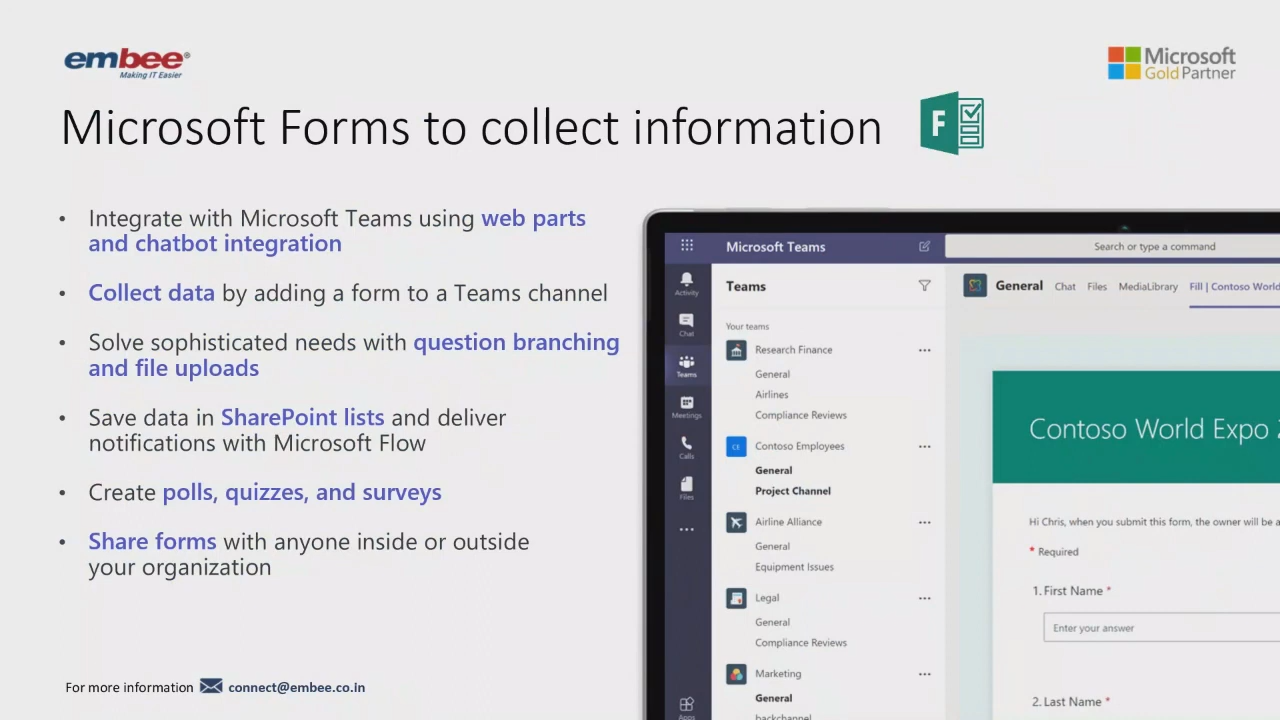 embee®
Making IT Easier
Microsoft
Gold Partner
Microsoft Forms to collect information
F
• Integrate with Microsoft Teams using web parts
and chatbot integration
• Collect data by adding a form to a Teams channel
Solve sophisticated needs with question branching
• and file uploads
• Save data in SharePoint lists and deliver
notifications with Microsoft Flow
• Create polls, quizzes, and surveys
• Share forms with anyone inside or outside
your organization
For more information connect@embee.co.in
Microsoft Teams
Search or type a command
Activity
Chat
Teams
Meetings
Calls
Files
Apps
Teams
Your teams
Research Finance
General
Airlines
Compliance Reviews
CE Contoso Employees
General
Project Channel
Airline Alliance
General
Equipment Issues
Legal
General
Compliance Reviews
Marketing
General
backchannel
General Chat Files MediaLibrary Fill | Contoso World
Contoso World Expo
Hi Chris, when you submit this form, the owner will be a
* Required
1. First Name *
Enter your answer
2. Last Name *